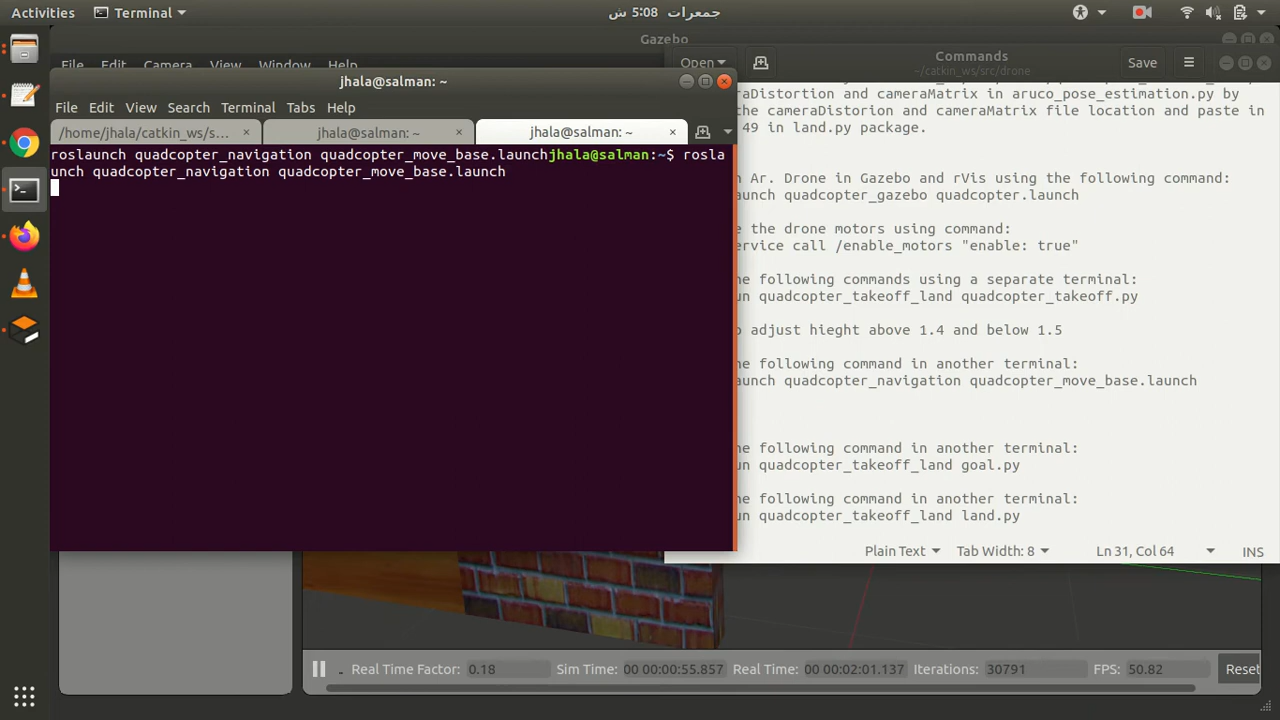 Activities
Terminal
جمعرات 5:08 ش
Gazebo
File Edit Camera View Window Help
jhala@salman: ~
File Edit View Search Terminal Tabs Help
/home/jhala/catkin_ws/s...
jhala@salman: ~
jhala@salman: ~
roslaunch quadcopter_navigation quadcopter_move_base.launchjhala@salman:~$ rosla
unch quadcopter_navigation quadcopter_move_base.launch
Open
Commands
~/catkin_ws/src/drone
Save
raDistortion and cameraMatrix in aruco_pose_estimation.py by
the cameraDistortion and cameraMatrix file location and paste in
49 in land.py package.
n Ar. Drone in Gazebo and rVis using the following command:
aunch quadcopter_gazebo quadcopter.launch
e the drone motors using command:
ervice call /enable_motors "enable: true"
he following commands using a separate terminal:
un quadcopter_takeoff_land quadcopter_takeoff.py
o adjust hieght above 1.4 and below 1.5
he following command in another terminal:
aunch quadcopter_navigation quadcopter_move_base.launch
he following command in another terminal:
un quadcopter_takeoff_land goal.py
he following command in another terminal:
un quadcopter_takeoff_land land.py
Plain Text Tab Width: 8 Ln 31, Col 64 INS
Real Time Factor: 0.18 Sim Time: 00 00:00:55.857 Real Time: 00 00:02:01.137 Iterations: 30791 FPS: 50.82 Reset